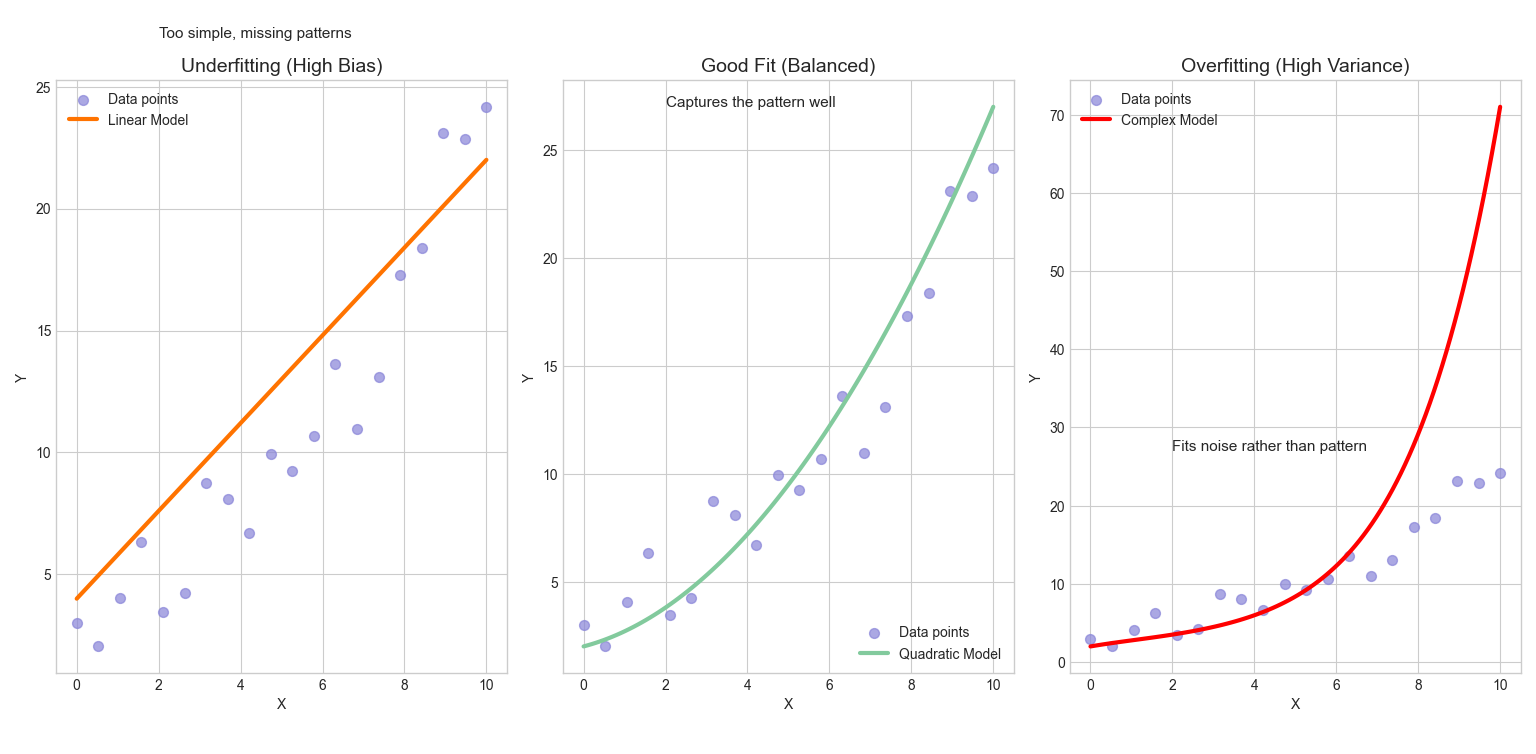 Too simple, missing patterns
Underfitting (High Bias)
25
20
15
10
5
Y
Data points
Linear Model
0 2 4 6 8 10
X
Good Fit (Balanced)
Captures the pattern well
25
20
15
10
5
Y
Data points
Quadratic Model
0 2 4 6 8 10
X
Overfitting (High Variance)
Data points
Complex Model
70
60
50
40
30
20
10
0
Y
Fits noise rather than pattern
0 2 4 6 8 10
X